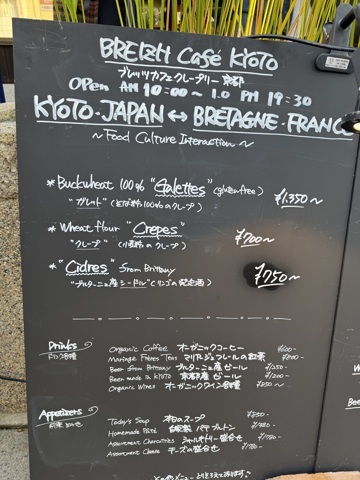 BREIZH Café KYOTO
ブレッツカフェクレープリー 京都
OPEN AM 10:00 ~ L.O PM 19:30
KYOTO・JAPAN ↔ BRETAGNE・FRANC
~ Food Culture Interaction ~
* Buckwheat 100% "Galettes" (gluten free) ¥1,350~
"ガレット" (そば粉100%のクレープ)
* Wheat flour "Crepes" ¥700~
"クレープ" (小麦粉のクレープ)
* "Cidres" from Brittany ¥750~
"ブルターニュ産シードル" (リンゴの発泡酒)
Drinks
ドリンク各種
Organic Coffee オーガニックコーヒー ¥600-
Mariage Frères Teas マリアージュフレールの紅茶 ¥800-
Beer from Brittany ブルターニュ産ビール
Beer made in KYOTO 京都産ビール
Organic Wines オーガニックワイン各種
Appetizers
前菜
Today's Soup 本日のスープ
Homemade Pâté 自家製パテ
Assortment Charcuteries シャルキュトリー盛合せ
Assortment Cheese チーズの盛合せ